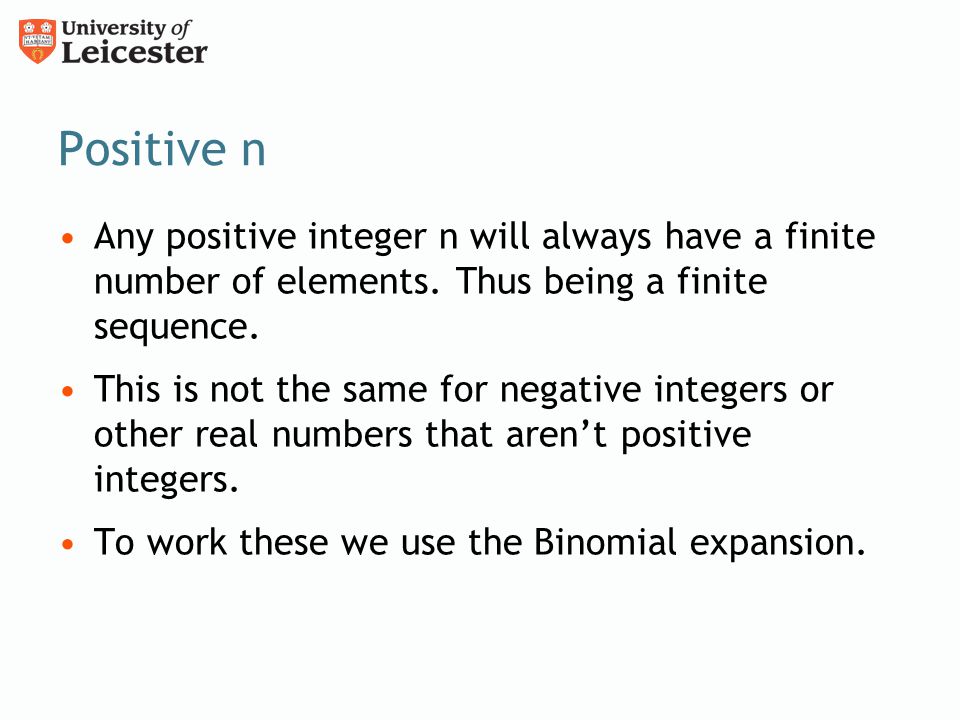 University of
Leicester
Positive n
• Any positive integer n will always have a finite
number of elements. Thus being a finite
sequence.
• This is not the same for negative integers or
other real numbers that aren’t positive
integers.
• To work these we use the Binomial expansion.